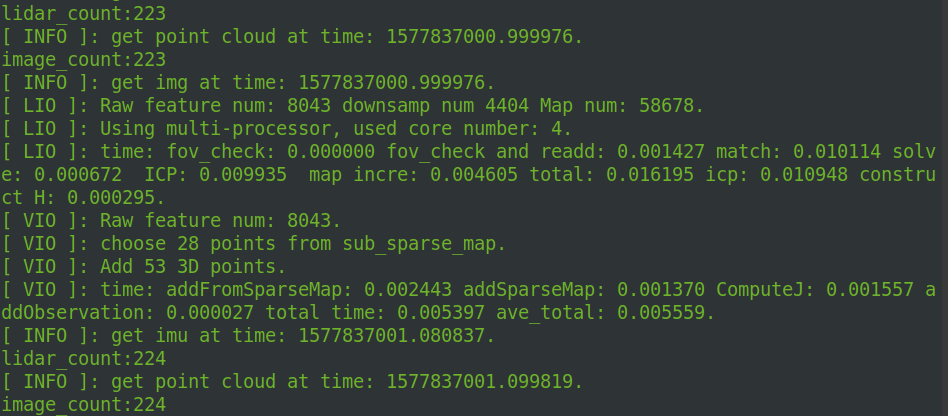 lidar_count:223
[ INFO ]: get point cloud at time: 1577837000.999976.
image_count:223
[ INFO ]: get img at time: 1577837000.999976.
[ LIO ]: Raw feature num: 8043 downsamp num 4404 Map num: 58678.
[ LIO ]: Using multi-processor, used core number: 4.
[ LIO ]: time: fov_check: 0.000000 fov_check and readd: 0.001427 match: 0.010114 solv
e: 0.000672  ICP: 0.009935  map incre: 0.004605 total: 0.016195 icp: 0.010948 constru
ct H: 0.000295.
[ VIO ]: Raw feature num: 8043.
[ VIO ]: choose 28 points from sub_sparse_map.
[ VIO ]: Add 53 3D points.
[ VIO ]: time: addFromSparseMap: 0.002443 addSparseMap: 0.001370 ComputeJ: 0.001557 a
ddObservation: 0.000027 total time: 0.005397 ave_total: 0.005559.
[ INFO ]: get imu at time: 1577837001.080837.
lidar_count:224
[ INFO ]: get point cloud at time: 1577837001.099819.
image_count:224